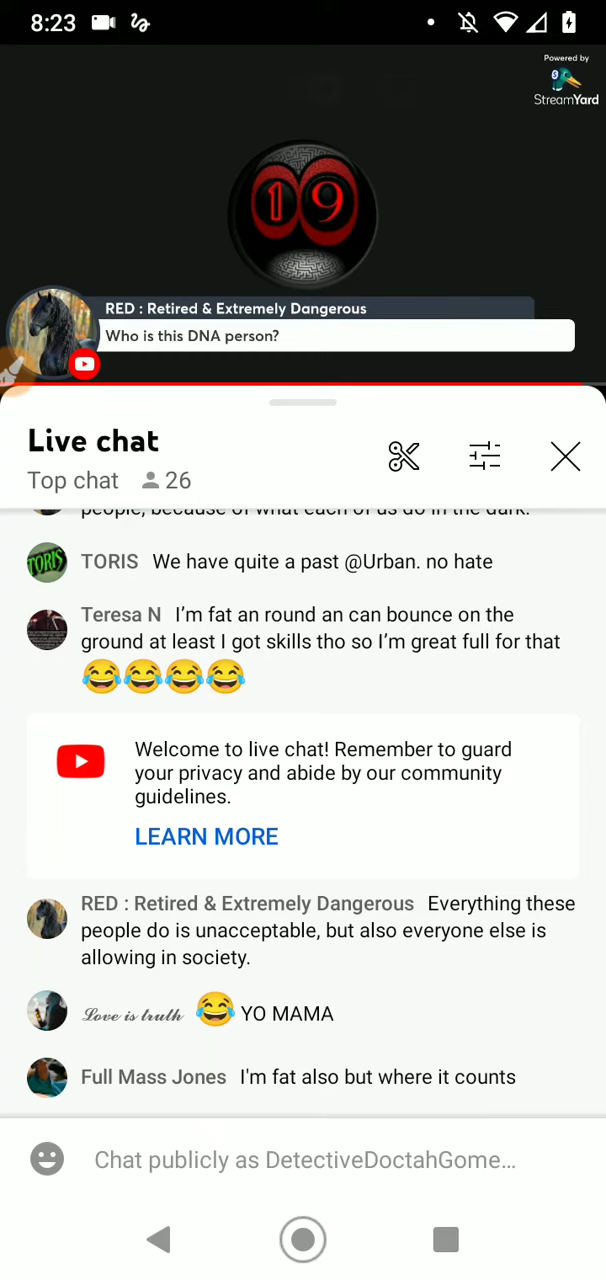 8:23
Powered by
StreamYard
19
RED : Retired & Extremely Dangerous
Who is this DNA person?
Live chat
Top chat 26
people, because of what each of us do in the dark.
TORIS We have quite a past @Urban. no hate
TORIS
Teresa N I’m fat an round an can bounce on the
ground at least I got skills tho so I’m great full for that
😂😂😂😂
Welcome to live chat! Remember to guard
your privacy and abide by our community
guidelines.
LEARN MORE
RED : Retired & Extremely Dangerous Everything these
people do is unacceptable, but also everyone else is
allowing in society.
𝓛𝓸𝓿𝓮 𝓲𝓼 𝓽𝓻𝓾𝓽𝓱 😂 YO MAMA
Full Mass Jones I'm fat also but where it counts
Chat publicly as DetectiveDoctahGome...